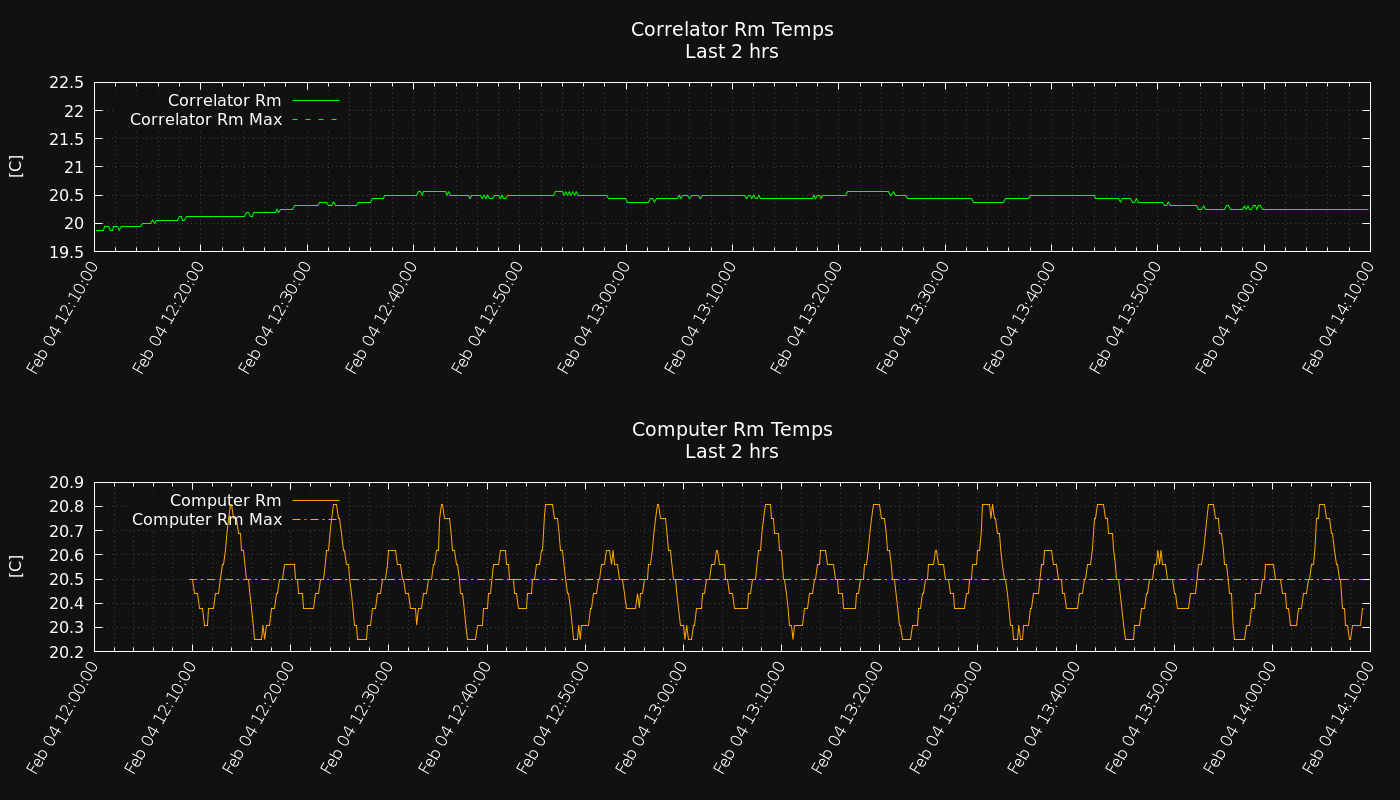 Correlator Rm Temps
Last 2 hrs
22.5
22
21.5
21
20.5
20
19.5
[C]
Correlator Rm
Correlator Rm Max
Feb 04 12:10:00
Feb 04 12:20:00
Feb 04 12:30:00
Feb 04 12:40:00
Feb 04 12:50:00
Feb 04 13:00:00
Feb 04 13:10:00
Feb 04 13:20:00
Feb 04 13:30:00
Feb 04 13:40:00
Feb 04 13:50:00
Feb 04 14:00:00
Feb 04 14:10:00
Computer Rm Temps
Last 2 hrs
20.9
20.8
20.7
20.6
20.5
20.4
20.3
20.2
[C]
Computer Rm
Computer Rm Max
Feb 04 12:00:00
Feb 04 12:10:00
Feb 04 12:20:00
Feb 04 12:30:00
Feb 04 12:40:00
Feb 04 12:50:00
Feb 04 13:00:00
Feb 04 13:10:00
Feb 04 13:20:00
Feb 04 13:30:00
Feb 04 13:40:00
Feb 04 13:50:00
Feb 04 14:00:00
Feb 04 14:10:00